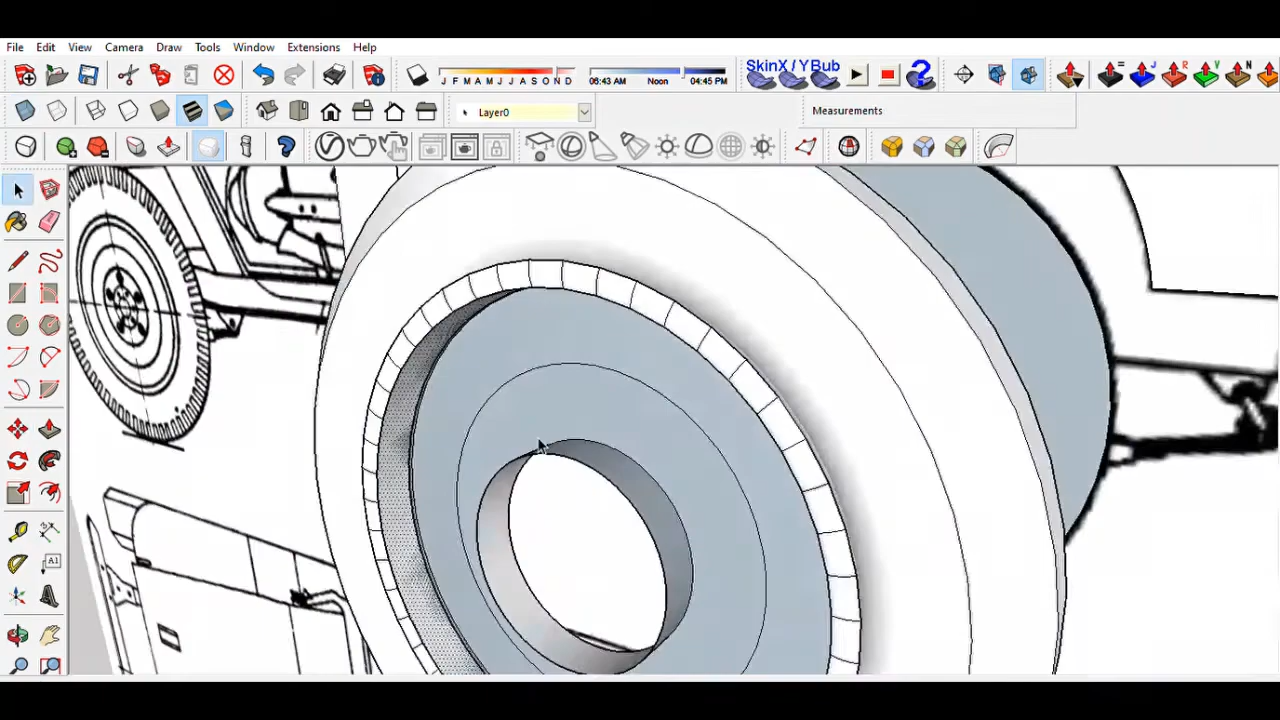 File Edit View Camera Draw Tools Window Extensions Help
J F M A M J J A S O N D
06:43 AM Noon 04:45 PM
SkinX / YBub
Layer0
Measurements
= J R V N
A1